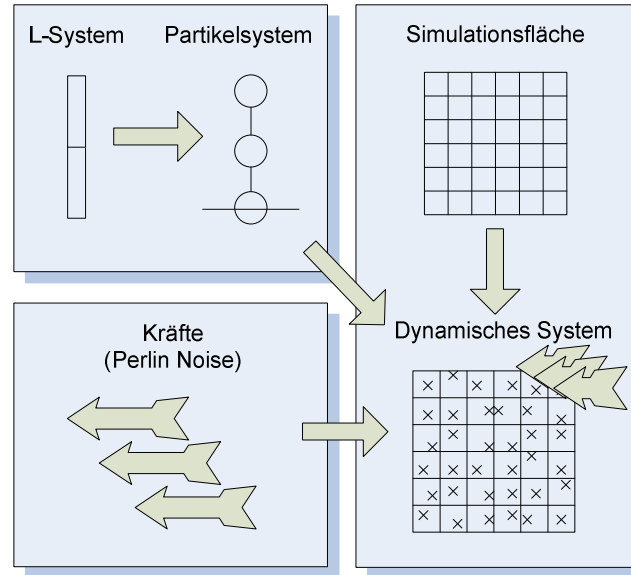 L-System
Partikelsystem
Simulationsfläche
Kräfte
(Perlin Noise)
Dynamisches System